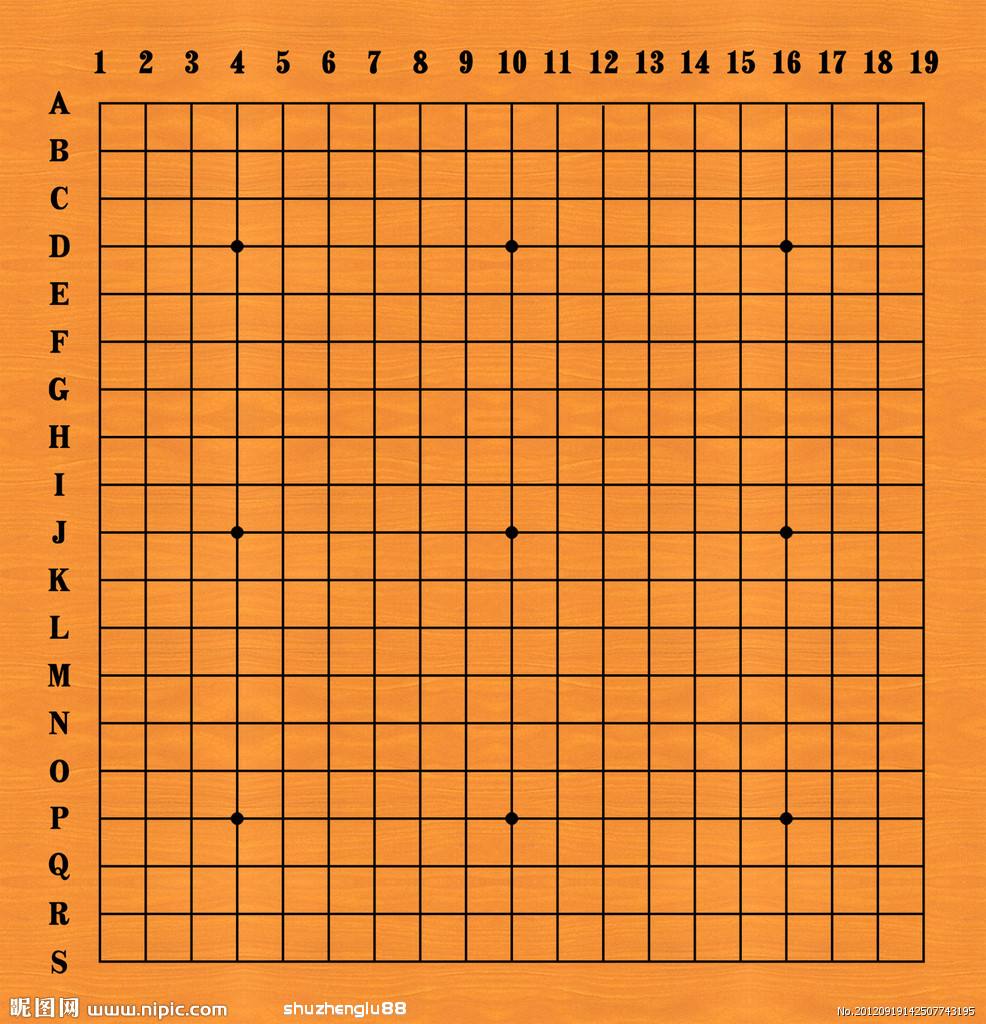 1 2 3 4 5 6 7 8 9 10 11 12 13 14 15 16 17 18 19
A
B
C
D
E
F
G
H
I
J
K
L
M
N
O
P
Q
R
S
昵图网 www.nipic.com shuzhenglu88 No.20120919142507743195